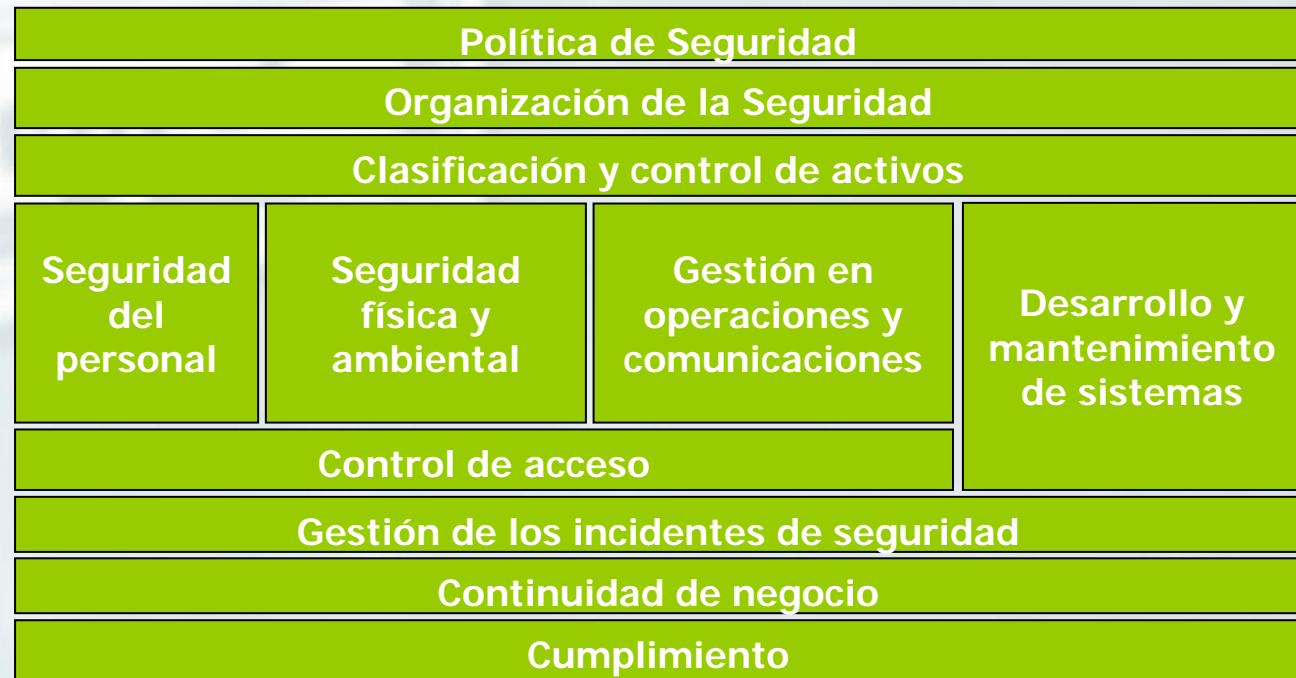 Política de Seguridad
Organización de la Seguridad
Clasificación y control de activos
Seguridad
del
personal
Seguridad
física y
ambiental
Gestión en
operaciones y
comunicaciones
Desarrollo y
mantenimiento
de sistemas
Control de acceso
Gestión de los incidentes de seguridad
Continuidad de negocio
Cumplimiento